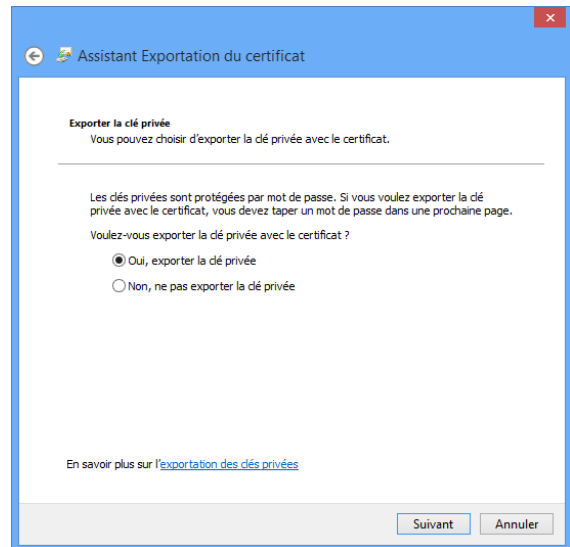 Assistant Exportation du certificat
Exporter la clé privée
Vous pouvez choisir d'exporter la clé privée avec le certificat.
Les clés privées sont protégées par mot de passe. Si vous voulez exporter la clé
privée avec le certificat, vous devez taper un mot de passe dans une prochaine page.
Voulez-vous exporter la clé privée avec le certificat ?
Oui, exporter la clé privée
Non, ne pas exporter la clé privée
En savoir plus sur l'exportation des clés privées
Suivant Annuler